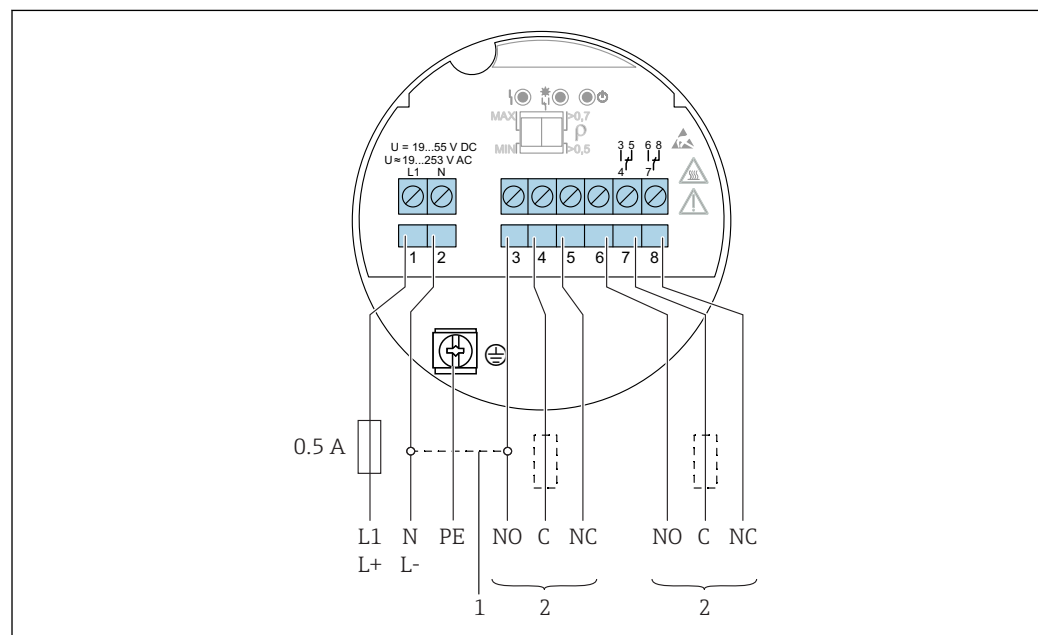 MAX >0,7
ρ
MIN >0,5
U = 19...55 V DC
U ≈ 19...253 V AC
L1 N
3 5
4
6 8
7
1 2 3 4 5 6 7 8
0.5 A
L1 N PE NO C NC NO C NC
L+ L-
1 2 2